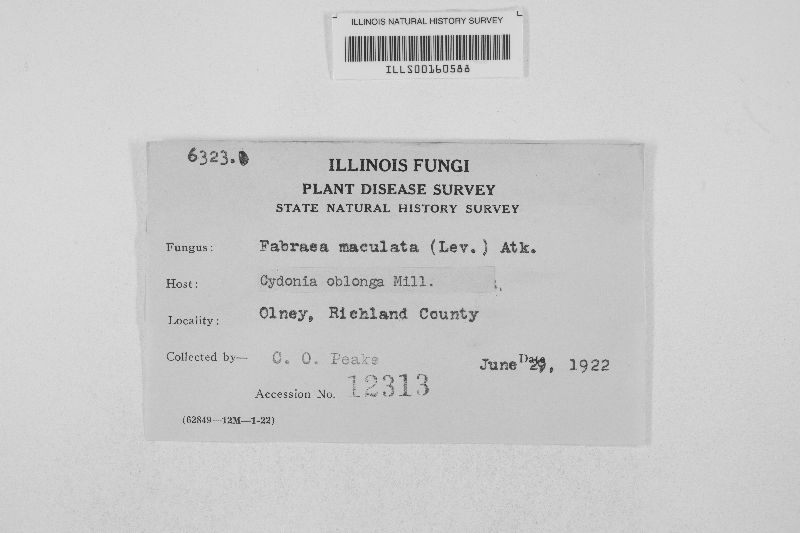 ILLINOIS NATURAL HISTORY SURVEY
ILLS00160588
6323.
ILLINOIS FUNGI
PLANT DISEASE SURVEY
STATE NATURAL HISTORY SURVEY
Fungus: Fabraea maculata (Lev.) Atk.
Host: Cydonia oblonga Mill.
Locality: Olney, Richland County
Collected by— C. O. Peake Date June 29, 1922
Accession No. 12313
(62849—12M—1-22)